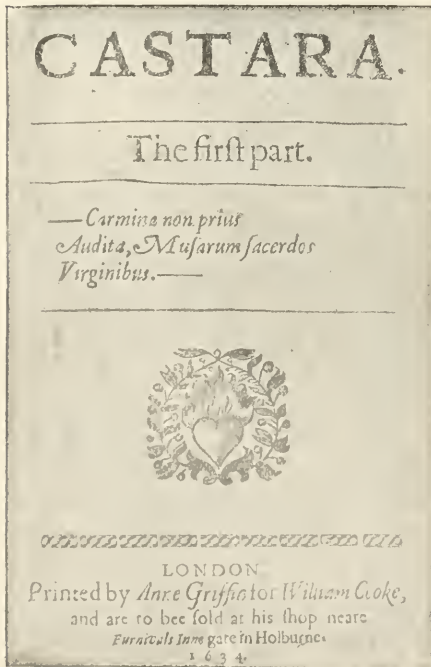 CASTARA.
The firſt part.
— Carmina non prius
Audita, Muſarum ſacerdos
Virginibus. —
LONDON
Printed by Anne Griffin for William Cooke,
and are to bee ſold at his ſhop neare
Furnivals Inne gate in Holburne.
1634.